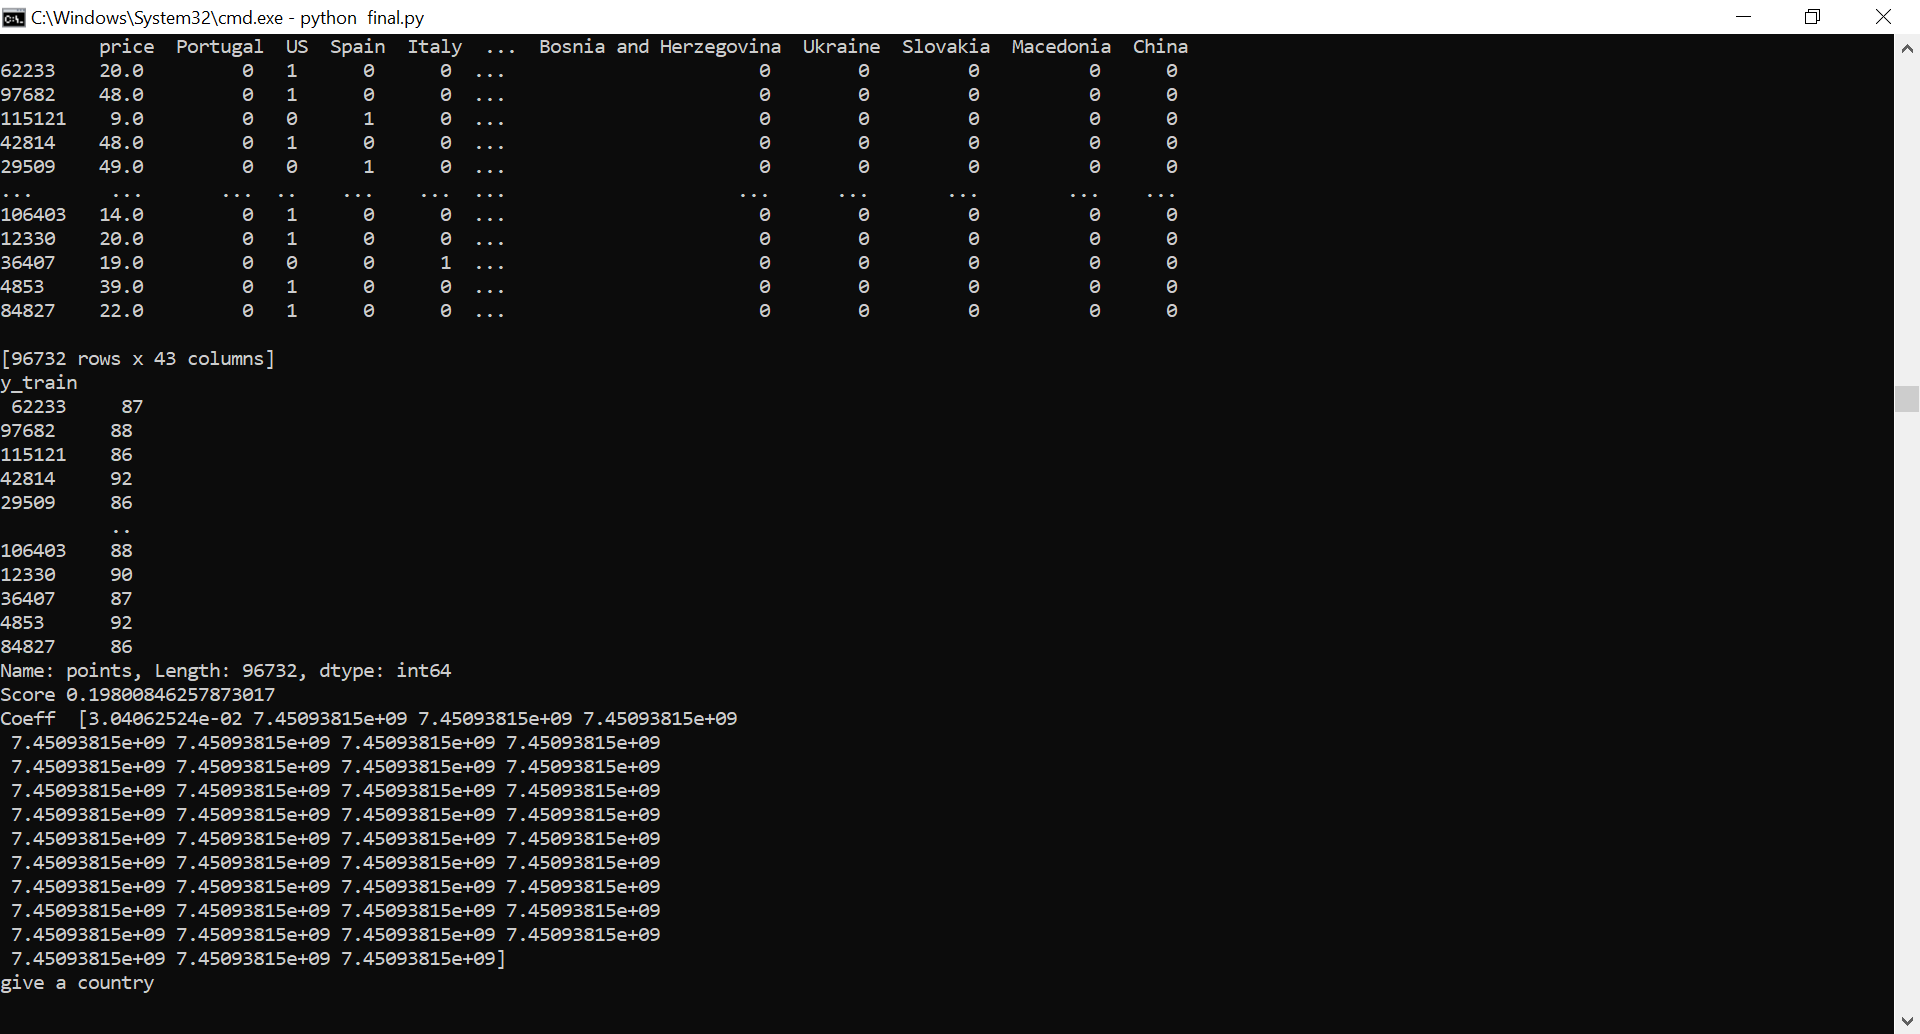 C:\Windows\System32\cmd.exe - python  final.py
         price  Portugal  US  Spain  Italy  ...  Bosnia and Herzegovina  Ukraine  Slovakia  Macedonia  China
62233    20.0         0   1      0      0  ...                       0        0         0          0      0
97682    48.0         0   1      0      0  ...                       0        0         0          0      0
115121    9.0         0   0      1      0  ...                       0        0         0          0      0
42814    48.0         0   1      0      0  ...                       0        0         0          0      0
29509    49.0         0   0      1      0  ...                       0        0         0          0      0
...       ...       ...  ..    ...    ...  ...                     ...      ...       ...        ...    ...
106403   14.0         0   1      0      0  ...                       0        0         0          0      0
12330    20.0         0   1      0      0  ...                       0        0         0          0      0
36407    19.0         0   0      0      1  ...                       0        0         0          0      0
4853     39.0         0   1      0      0  ...                       0        0         0          0      0
84827    22.0         0   1      0      0  ...                       0        0         0          0      0
[96732 rows x 43 columns]
y_train
 62233     87
97682     88
115121    86
42814     92
29509     86
          ..
106403    88
12330     90
36407     87
4853      92
84827     86
Name: points, Length: 96732, dtype: int64
Score 0.19800846257873017
Coeff  [3.04062524e-02 7.45093815e+09 7.45093815e+09 7.45093815e+09
 7.45093815e+09 7.45093815e+09 7.45093815e+09 7.45093815e+09
 7.45093815e+09 7.45093815e+09 7.45093815e+09 7.45093815e+09
 7.45093815e+09 7.45093815e+09 7.45093815e+09 7.45093815e+09
 7.45093815e+09 7.45093815e+09 7.45093815e+09 7.45093815e+09
 7.45093815e+09 7.45093815e+09 7.45093815e+09 7.45093815e+09
 7.45093815e+09 7.45093815e+09 7.45093815e+09 7.45093815e+09
 7.45093815e+09 7.45093815e+09 7.45093815e+09 7.45093815e+09
 7.45093815e+09 7.45093815e+09 7.45093815e+09 7.45093815e+09
 7.45093815e+09 7.45093815e+09 7.45093815e+09 7.45093815e+09
 7.45093815e+09 7.45093815e+09 7.45093815e+09]
give a country